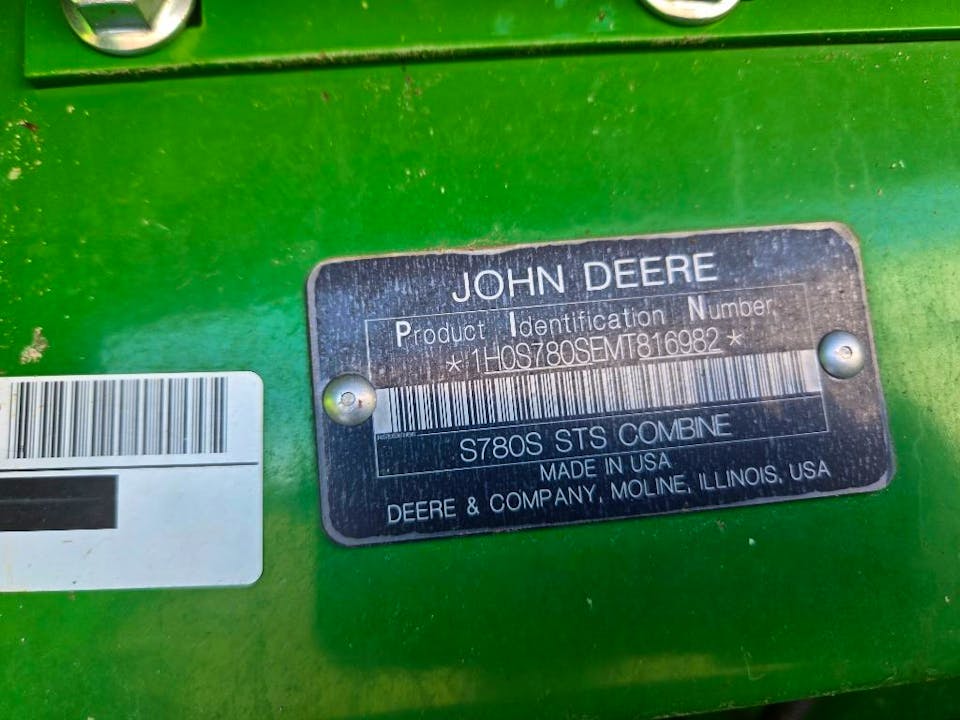 JOHN DEERE
Product Identification Number
*1H0S780SEMT816982*
S780S STS COMBINE
MADE IN USA
DEERE & COMPANY, MOLINE, ILLINOIS, USA